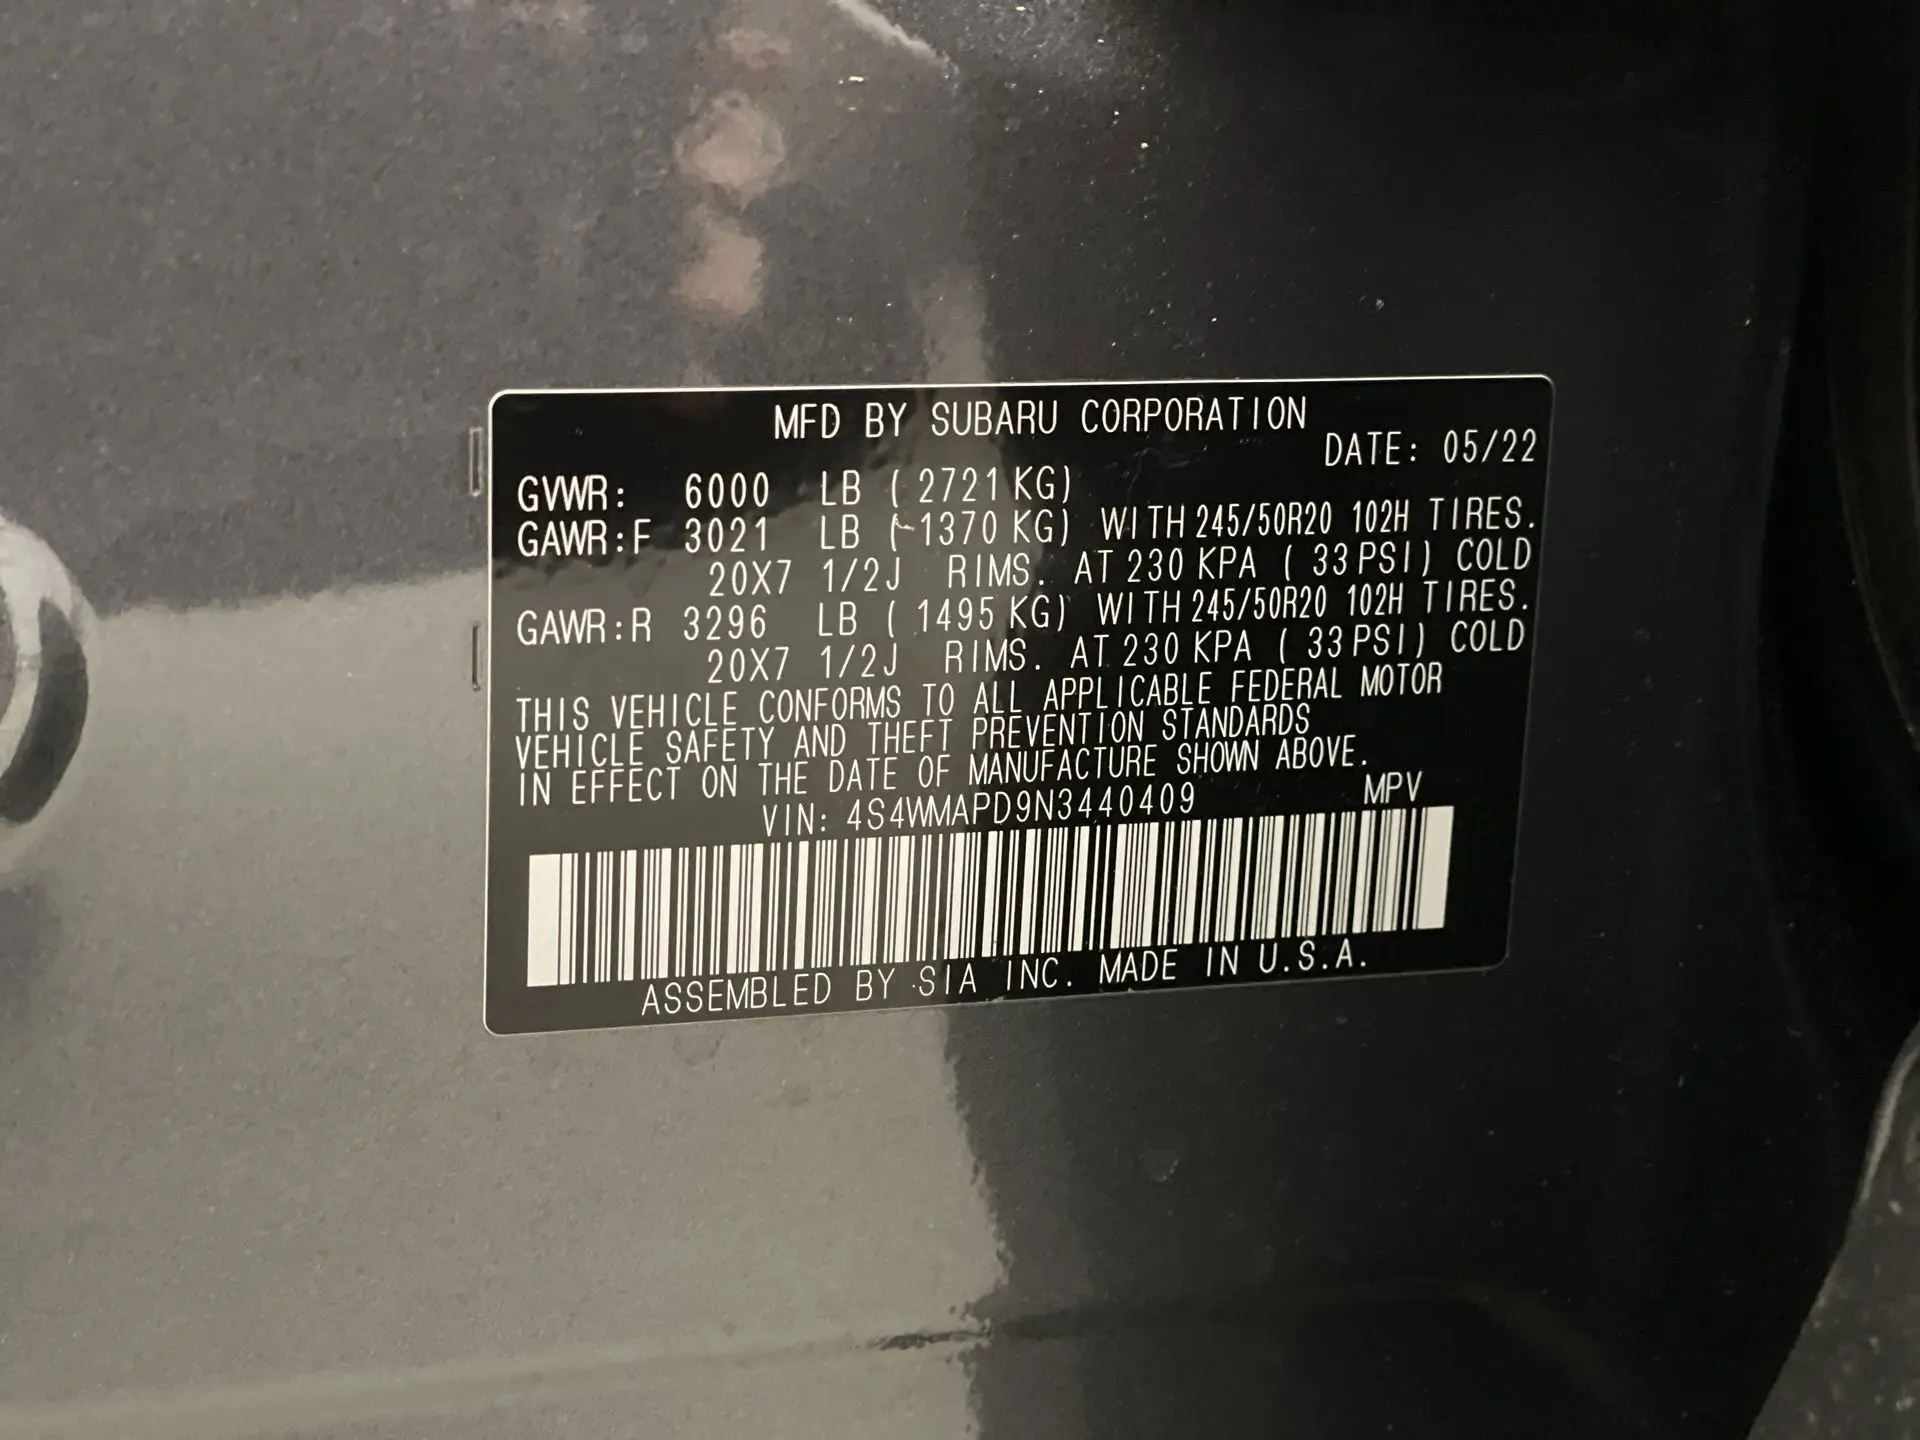 MFD BY SUBARU CORPORATION
DATE: 05/22
GVWR: 6000 LB ( 2721 KG)
GAWR:F 3021 LB ( 1370 KG) WITH 245/50R20 102H TIRES.
20X7 1/2J RIMS. AT 230 KPA ( 33 PSI) COLD
GAWR:R 3296 LB ( 1495 KG) WITH 245/50R20 102H TIRES.
20X7 1/2J RIMS. AT 230 KPA ( 33 PSI) COLD
THIS VEHICLE CONFORMS TO ALL APPLICABLE FEDERAL MOTOR
VEHICLE SAFETY AND THEFT PREVENTION STANDARDS
IN EFFECT ON THE DATE OF MANUFACTURE SHOWN ABOVE.
VIN: 4S4WMAPD9N3440409 MPV
ASSEMBLED BY SIA INC. MADE IN U.S.A.